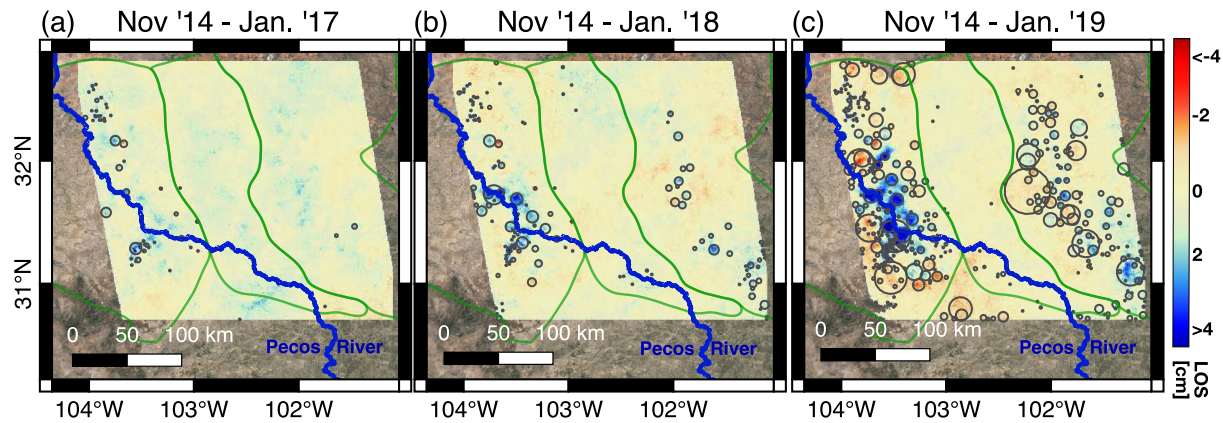 (a) Nov '14 - Jan. '17
(b) Nov '14 - Jan. '18
(c) Nov '14 - Jan. '19
32°N
31°N
0 50 100 km
Pecos River
104°W 103°W 102°W
0 50 100 km
Pecos River
104°W 103°W 102°W
0 50 100 km
Pecos River
104°W 103°W 102°W
<-4
-2
0
2
>4
LOS
[cm]